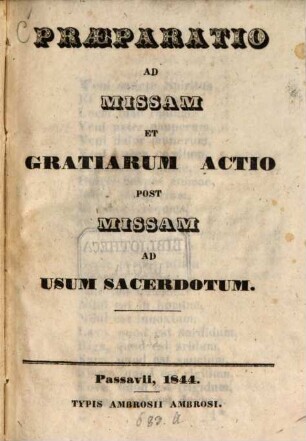 PRÆPARATIO
AD
MISSAM
ET
GRATIARUM ACTIO
POST
MISSAM
AD
USUM SACERDOTUM.
Passavii, 1844.
TYPIS AMBROSII AMBROSI.